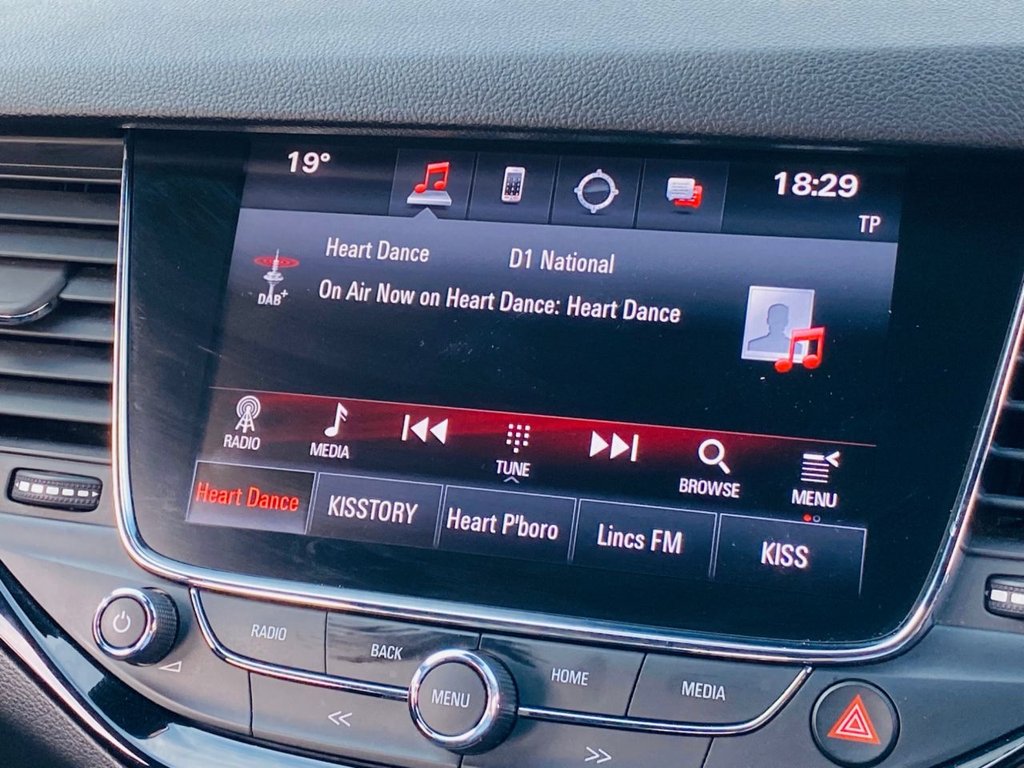 19° 18:29
TP
Heart Dance D1 National
DAB+
On Air Now on Heart Dance: Heart Dance
RADIO MEDIA TUNE BROWSE MENU
Heart Dance KISSTORY Heart P'boro Lincs FM KISS
RADIO BACK HOME MEDIA
MENU